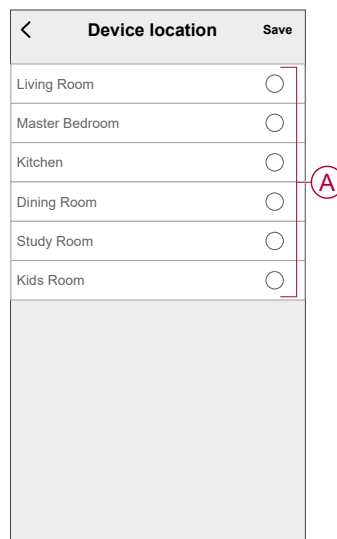 Device location Save
Living Room
Master Bedroom
Kitchen
A
Dining Room
Study Room
Kids Room